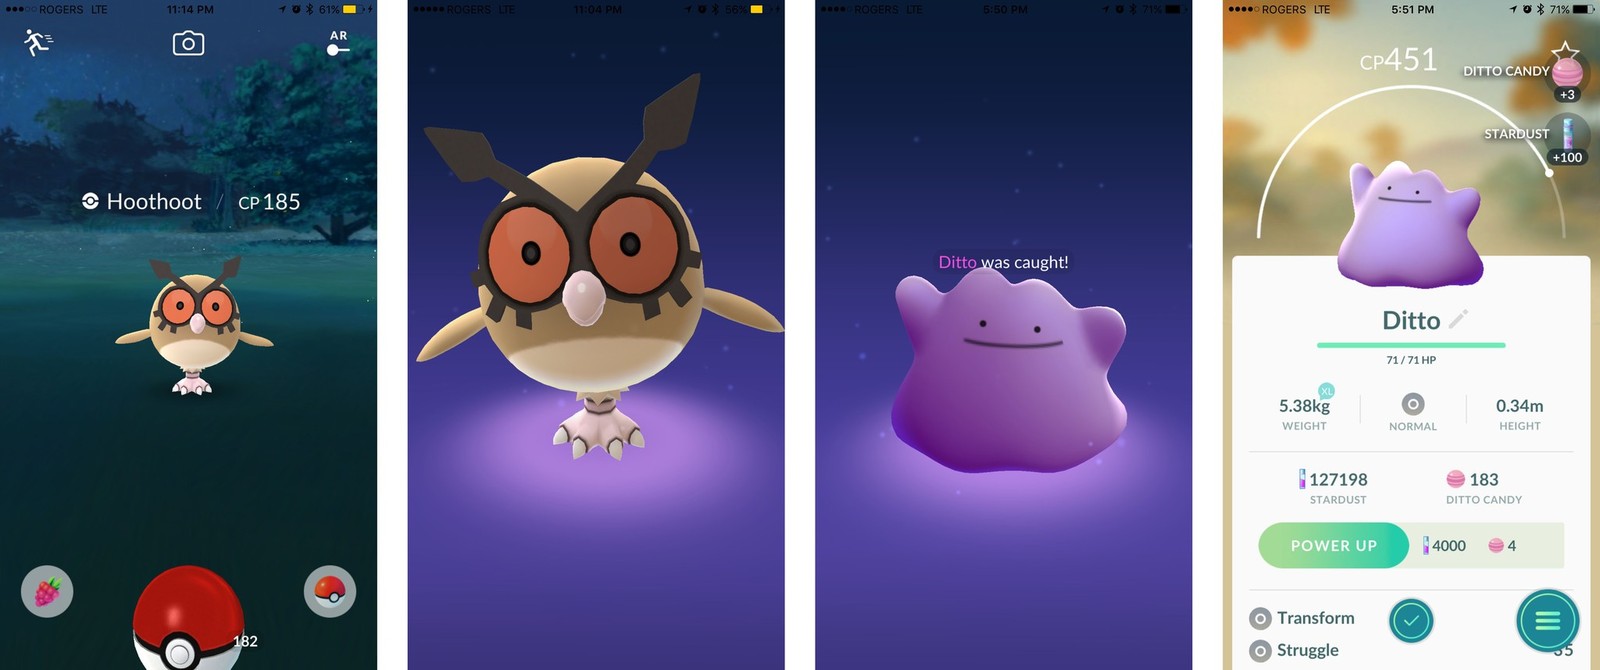 ROGERS LTE 11:14 PM 61%
AR
Hoothoot / CP185
182
ROGERS LTE 11:04 PM 56%
ROGERS LTE 5:50 PM 71%
Ditto was caught!
ROGERS LTE 5:51 PM 71%
CP451
DITTO CANDY
+3
STARDUST
+100
Ditto
71 / 71 HP
XL
5.38kg 0.34m
WEIGHT NORMAL HEIGHT
127198 183
STARDUST DITTO CANDY
POWER UP 4000 4
Transform
Struggle 35